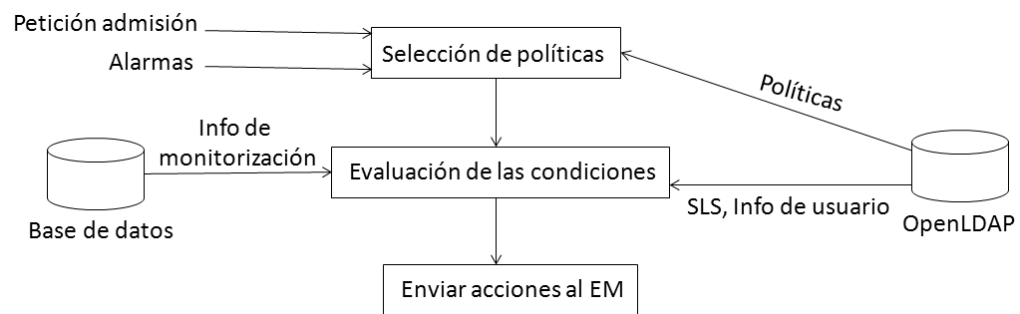 Petición admisión
Alarmas
Selección de políticas
Políticas
Info de
monitorización
Evaluación de las condiciones
SLS, Info de usuario
Base de datos
OpenLDAP
Enviar acciones al EM